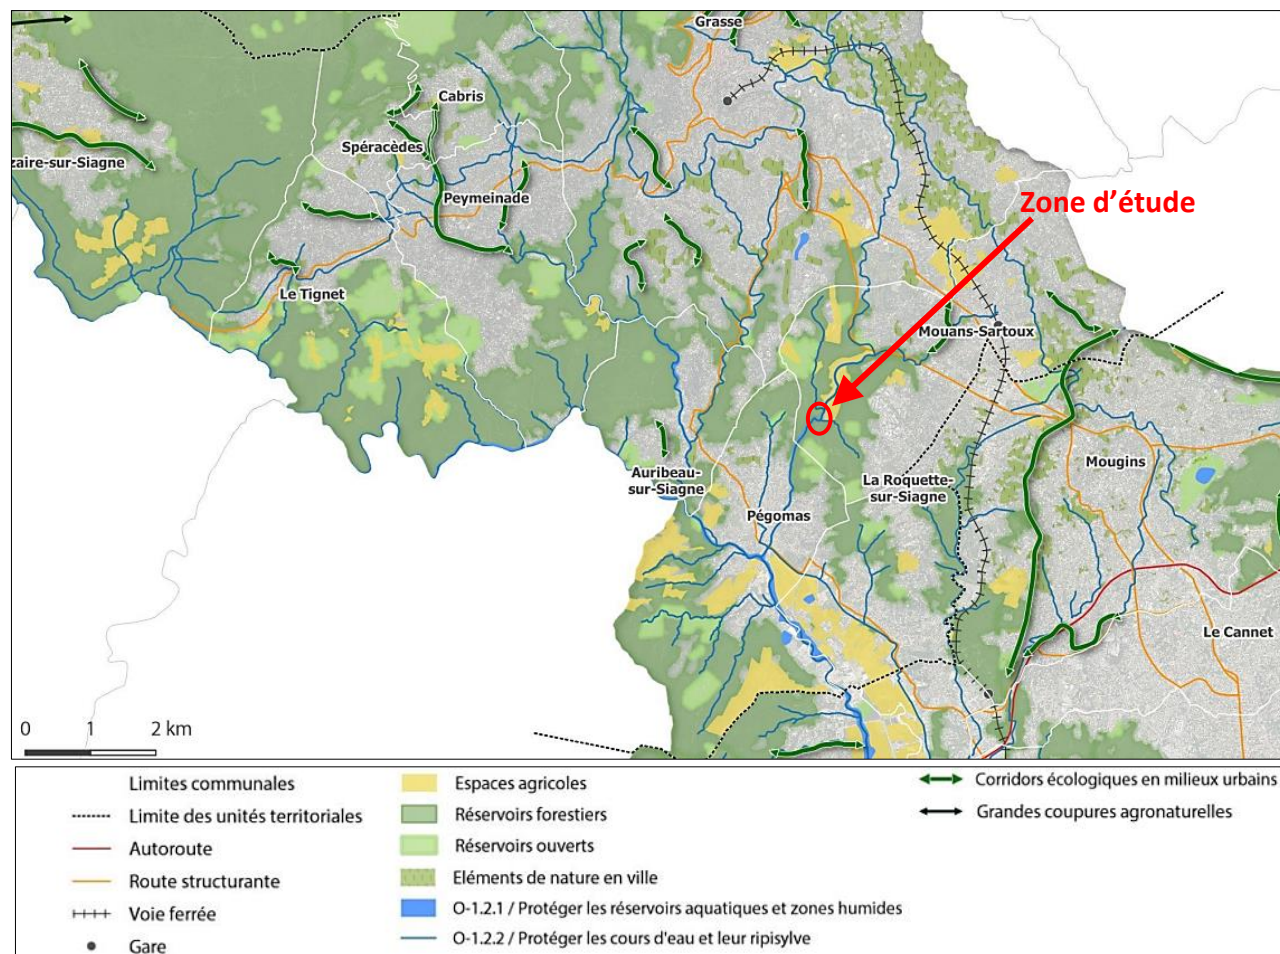 Grasse
Cabris
Spéracèdes
zaire-sur-Siagne
Peymeinade
Zone d’étude
Le Tignet
Mouans-Sartoux
Auribeau-
sur-Siagne
La Roquette-
sur-Siagne
Mougins
Pégomas
Le Cannet
0 1 2 km
Limites communales
Limite des unités territoriales
Autoroute
Route structurante
Voie ferrée
Gare
Espaces agricoles
Réservoirs forestiers
Réservoirs ouverts
Eléments de nature en ville
O-1.2.1 / Protéger les réservoirs aquatiques et zones humides
O-1.2.2 / Protéger les cours d'eau et leur ripisylve
Corridors écologiques en milieux urbains
Grandes coupures agronaturelles